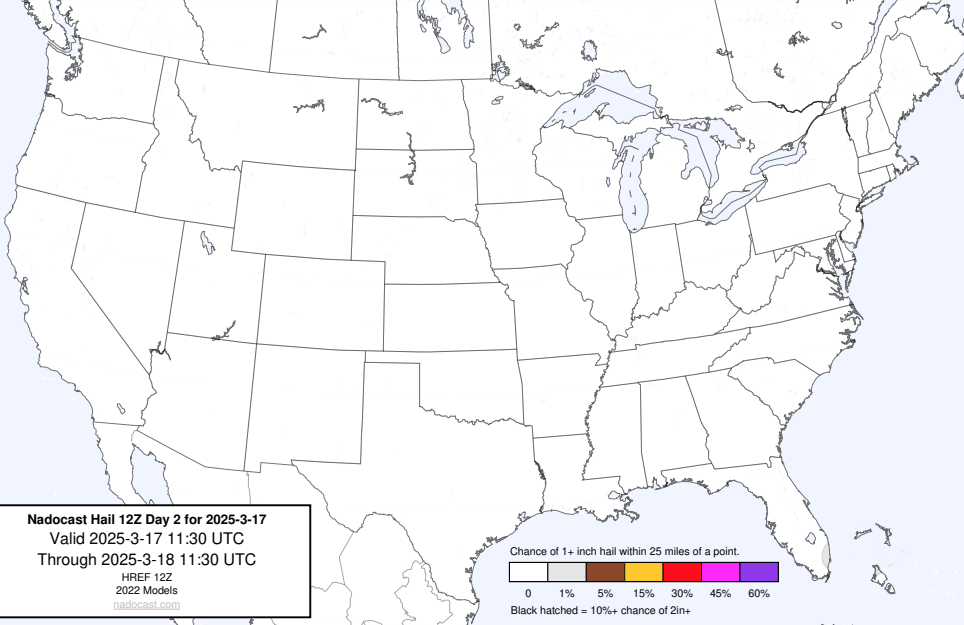 Nadocast Hail 12Z Day 2 for 2025-3-17
Valid 2025-3-17 11:30 UTC
Through 2025-3-18 11:30 UTC
HREF 12Z
2022 Models
nadocast.com
Chance of 1+ inch hail within 25 miles of a point.
0 1% 5% 15% 30% 45% 60%
Black hatched = 10%+ chance of 2in+